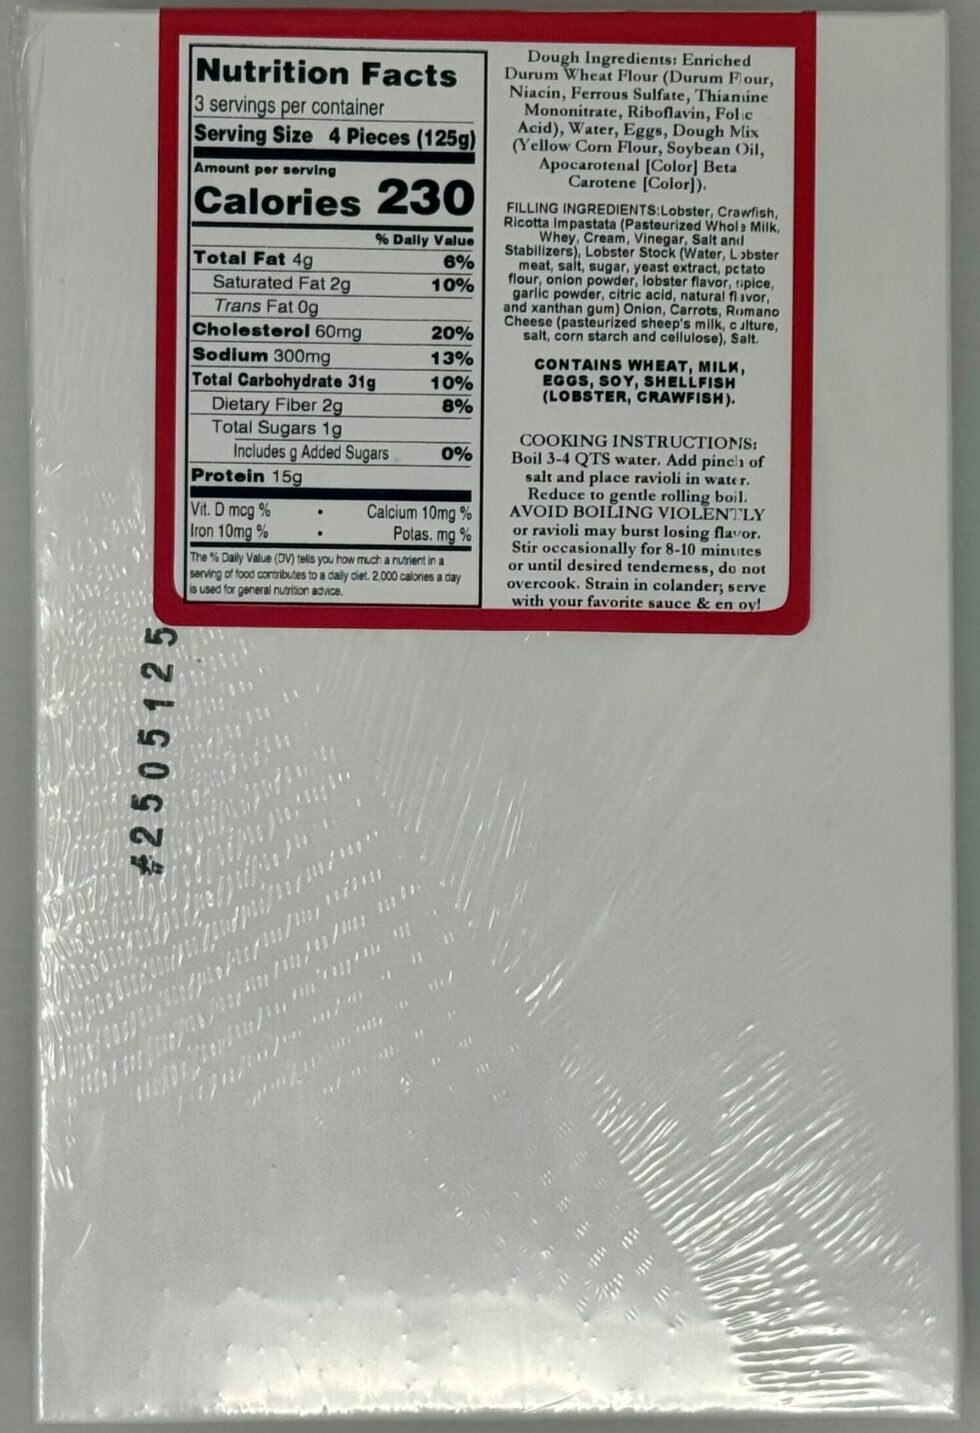 Nutrition Facts
3 servings per container
Serving Size 4 Pieces (125g)
Amount per serving
Calories 230
% Daily Value
Total Fat 4g 6%
Saturated Fat 2g 10%
Trans Fat 0g
Cholesterol 60mg 20%
Sodium 300mg 13%
Total Carbohydrate 31g 10%
Dietary Fiber 2g 8%
Total Sugars 1g
Includes g Added Sugars 0%
Protein 15g
Vit. D mcg % • Calcium 10mg %
Iron 10mg % • Potas. mg %
The % Daily Value (DV) tells you how much a nutrient in a
serving of food contributes to a daily diet. 2,000 calories a day
is used for general nutrition advice.
Dough Ingredients: Enriched
Durum Wheat Flour (Durum Flour,
Niacin, Ferrous Sulfate, Thiamine
Mononitrate, Riboflavin, Folic
Acid), Water, Eggs, Dough Mix
(Yellow Corn Flour, Soybean Oil,
Apocarotenal [Color] Beta
Carotene [Color]).
FILLING INGREDIENTS:Lobster, Crawfish,
Ricotta Impastata (Pasteurized Whole Milk,
Whey, Cream, Vinegar, Salt and
Stabilizers), Lobster Stock (Water, Lobster
meat, salt, sugar, yeast extract, potato
flour, onion powder, lobster flavor, spice,
garlic powder, citric acid, natural flavor,
and xanthan gum) Onion, Carrots, Romano
Cheese (pasteurized sheep's milk, culture,
salt, corn starch and cellulose), Salt.
CONTAINS WHEAT, MILK,
EGGS, SOY, SHELLFISH
(LOBSTER, CRAWFISH).
COOKING INSTRUCTIONS:
Boil 3-4 QTS water. Add pinch of
salt and place ravioli in water.
Reduce to gentle rolling boil.
AVOID BOILING VIOLENTLY
or ravioli may burst losing flavor.
Stir occasionally for 8-10 minutes
or until desired tenderness, do not
overcook. Strain in colander; serve
with your favorite sauce & enjoy!
#2505125